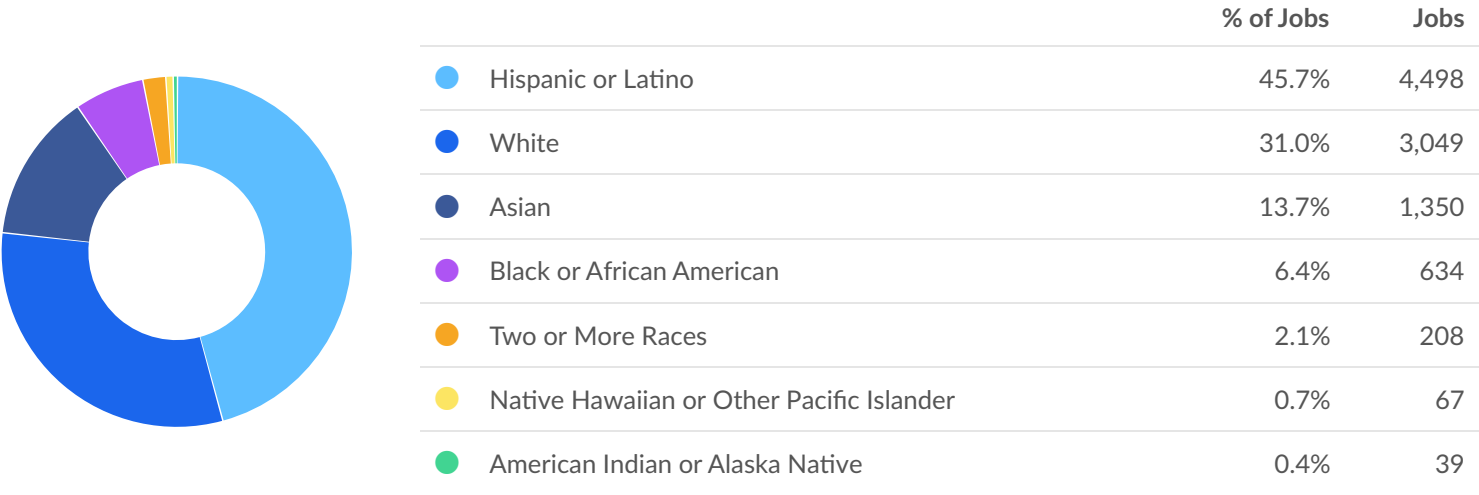 % of Jobs Jobs
Hispanic or Latino 45.7% 4,498
White 31.0% 3,049
Asian 13.7% 1,350
Black or African American 6.4% 634
Two or More Races 2.1% 208
Native Hawaiian or Other Pacific Islander 0.7% 67
American Indian or Alaska Native 0.4% 39